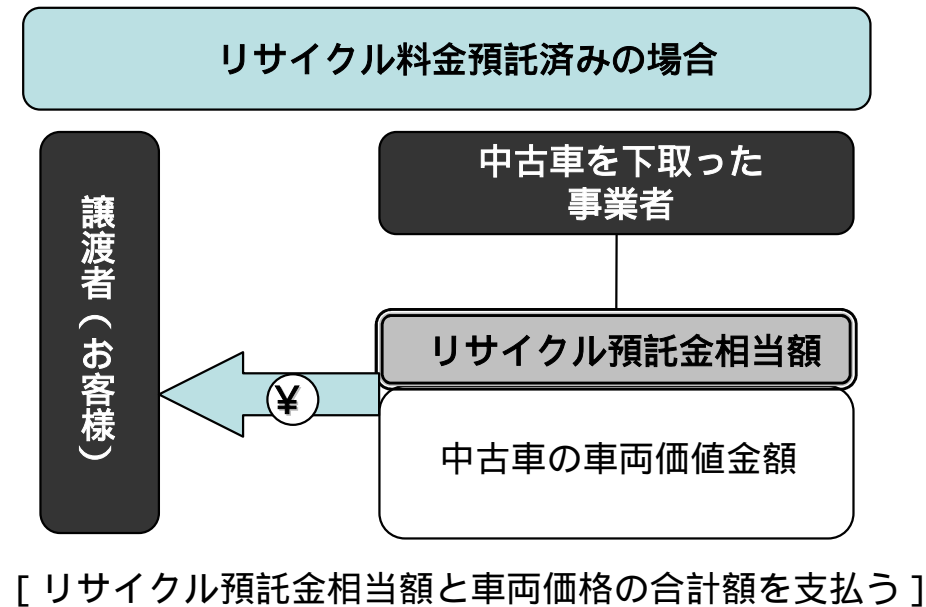 リサイクル料金預託済みの場合
譲渡者(お客様)
中古車を下取った
事業者
リサイクル預託金相当額
¥
中古車の車両価値金額
[ リサイクル預託金相当額と車両価格の合計額を支払う ]